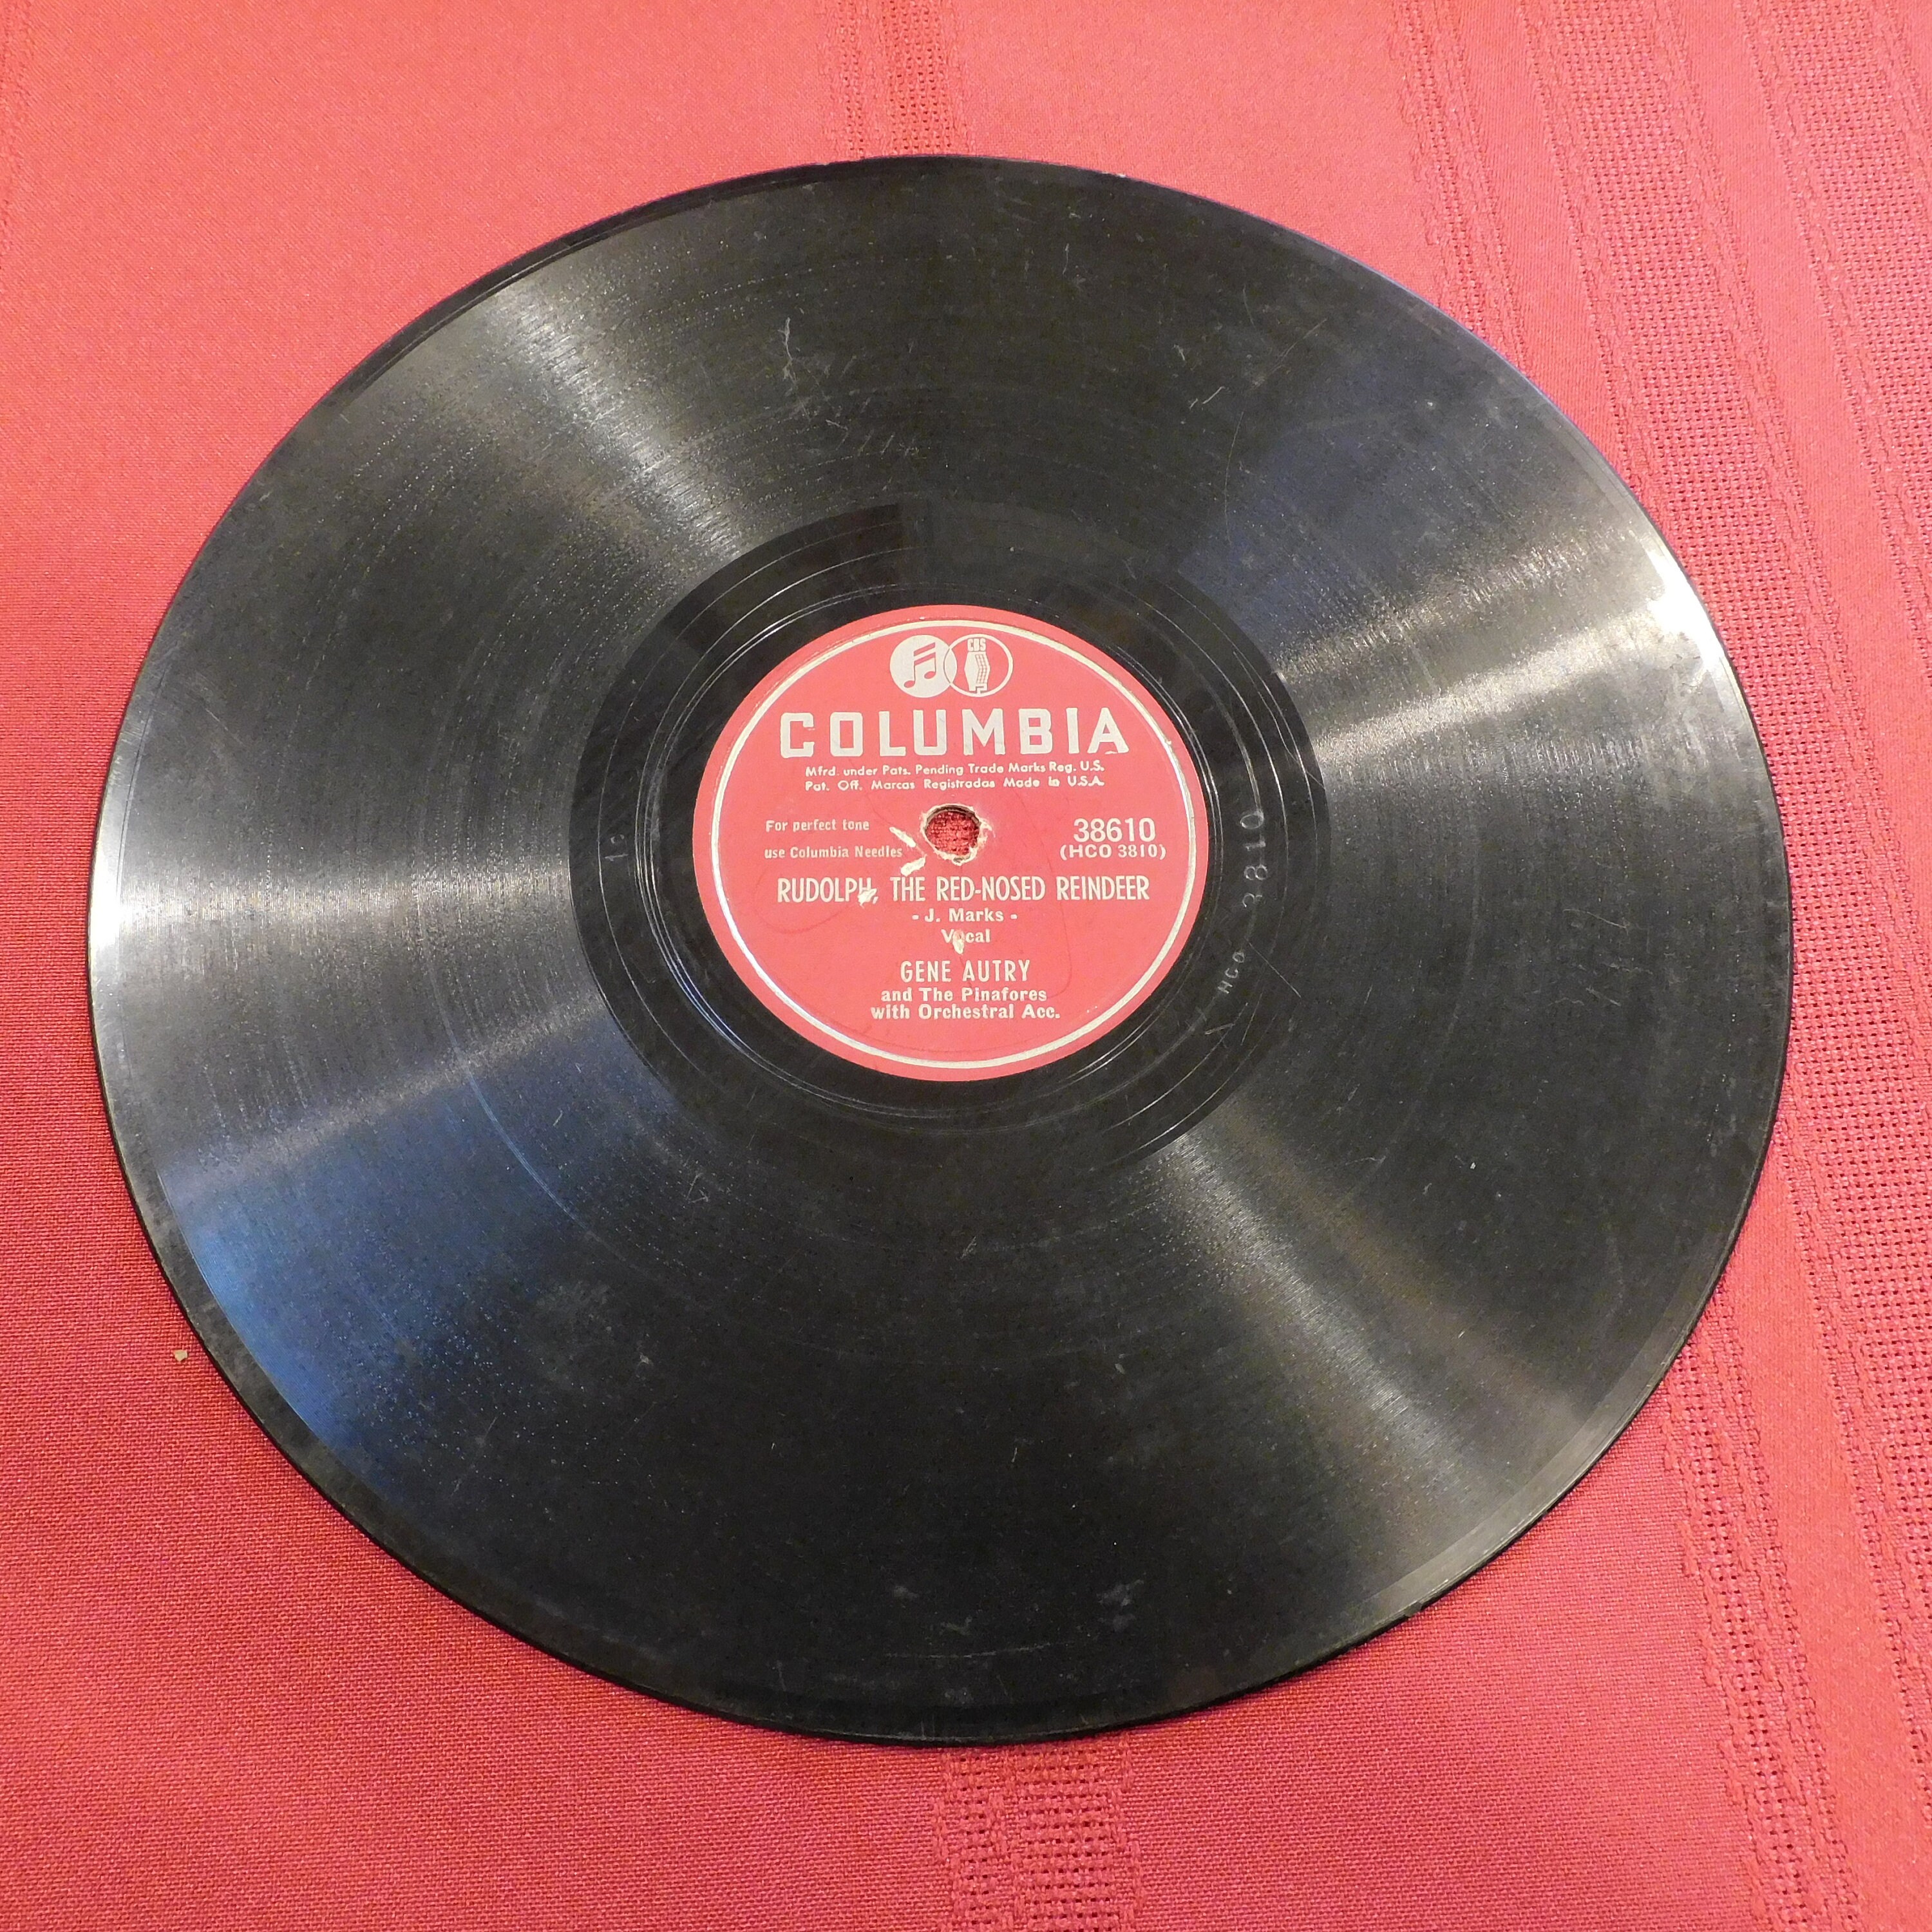 CBS
COLUMBIA
Mfrd. under Pats. Pending Trade Marks Reg. U.S.
Pat. Off. Marcas Registradas Made in U.S.A.
For perfect tone
use Columbia Needles
38610
(HCO 3810)
RUDOLPH, THE RED-NOSED REINDEER
- J. Marks -
Vocal
GENE AUTRY
and The Pinafores
with Orchestral Acc.
HCO 3810